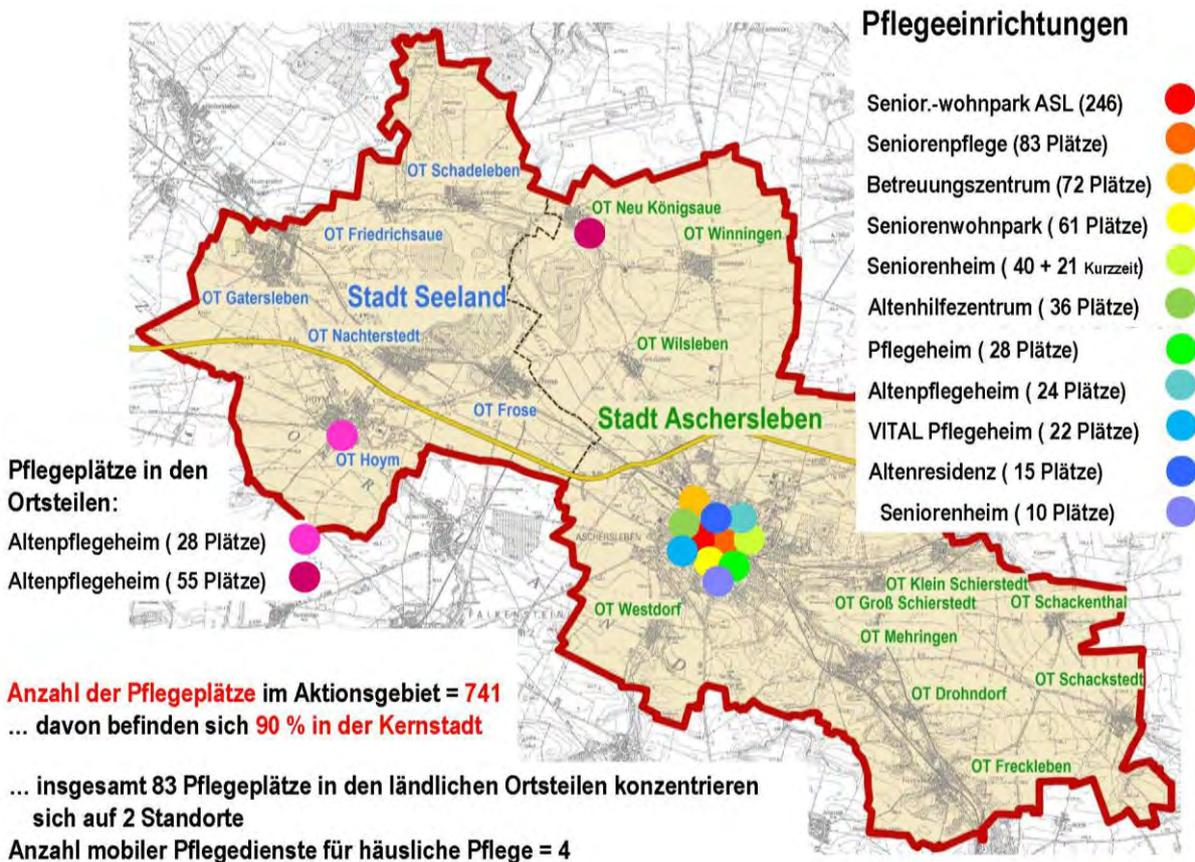 Pflegeeinrichtungen
Senior.-wohnpark ASL (246)
Seniorenpflege (83 Plätze)
Betreuungszentrum (72 Plätze)
Seniorenwohnpark ( 61 Plätze)
Seniorenheim ( 40 + 21 Kurzzeit)
Altenhilfezentrum ( 36 Plätze)
Pflegeheim ( 28 Plätze)
Altenpflegeheim ( 24 Plätze)
VITAL Pflegeheim ( 22 Plätze)
Altenresidenz ( 15 Plätze)
Seniorenheim ( 10 Plätze)
OT Schadeleben
OT Neu Königsaue
OT Friedrichsaue
OT Winningen
OT Gatersleben
Stadt Seeland
OT Nachterstedt
OT Wilsleben
OT Frose
Stadt Aschersleben
HOYM
OT Hoym
ASCHERSLEBEN
OT Klein Schierstedt
OT Groß Schierstedt
OT Schackenthal
OT Westdorf
OT Mehringen
OT Schackstedt
OT Drohndorf
OT Freckleben
FALKENSTEIN
Pflegeplätze in den
Ortsteilen:
Altenpflegeheim ( 28 Plätze)
Altenpflegeheim ( 55 Plätze)
Anzahl der Pflegeplätze im Aktionsgebiet = 741
... davon befinden sich 90 % in der Kernstadt
... insgesamt 83 Pflegeplätze in den ländlichen Ortsteilen konzentrieren
sich auf 2 Standorte
Anzahl mobiler Pflegedienste für häusliche Pflege = 4